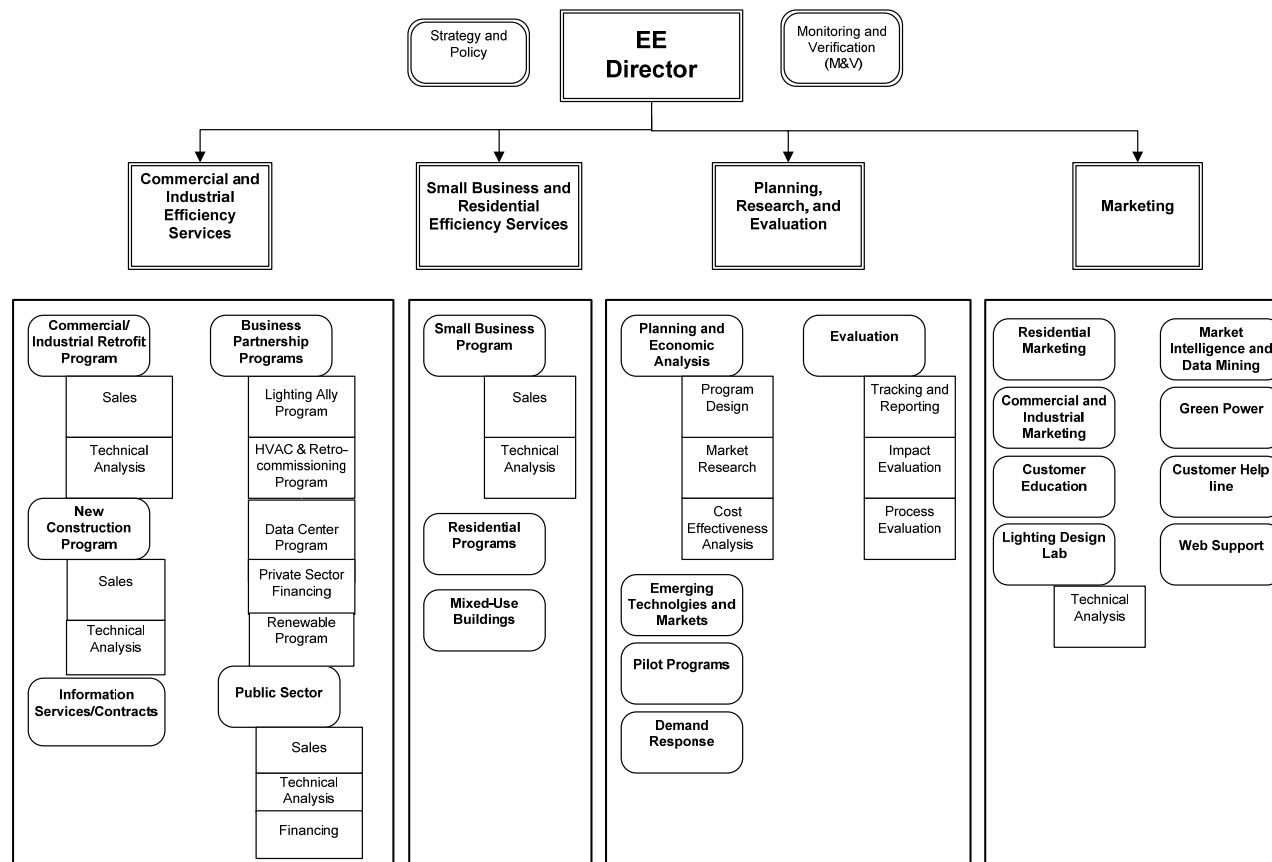 Strategy and
Policy
EE
Director
Monitoring and
Verification
(M&V)
Commercial and
Industrial
Efficiency
Services
Small Business and
Residential
Efficiency Services
Planning,
Research, and
Evaluation
Marketing
Commercial/
Industrial Retrofit
Program
Sales
Technical
Analysis
New
Construction
Program
Sales
Technical
Analysis
Information
Services/Contracts
Business
Partnership
Programs
Lighting Ally
Program
HVAC & Retro-
commissioning
Program
Data Center
Program
Private Sector
Financing
Renewable
Program
Public Sector
Sales
Technical
Analysis
Financing
Small Business
Program
Sales
Technical
Analysis
Residential
Programs
Mixed-Use
Buildings
Planning and
Economic
Analysis
Program
Design
Market
Research
Cost
Effectiveness
Analysis
Emerging
Technolgies and
Markets
Pilot Programs
Demand
Response
Evaluation
Tracking and
Reporting
Impact
Evaluation
Process
Evaluation
Residential
Marketing
Commercial and
Industrial
Marketing
Customer
Education
Lighting Design
Lab
Technical
Analysis
Market
Intelligence and
Data Mining
Green Power
Customer Help
line
Web Support